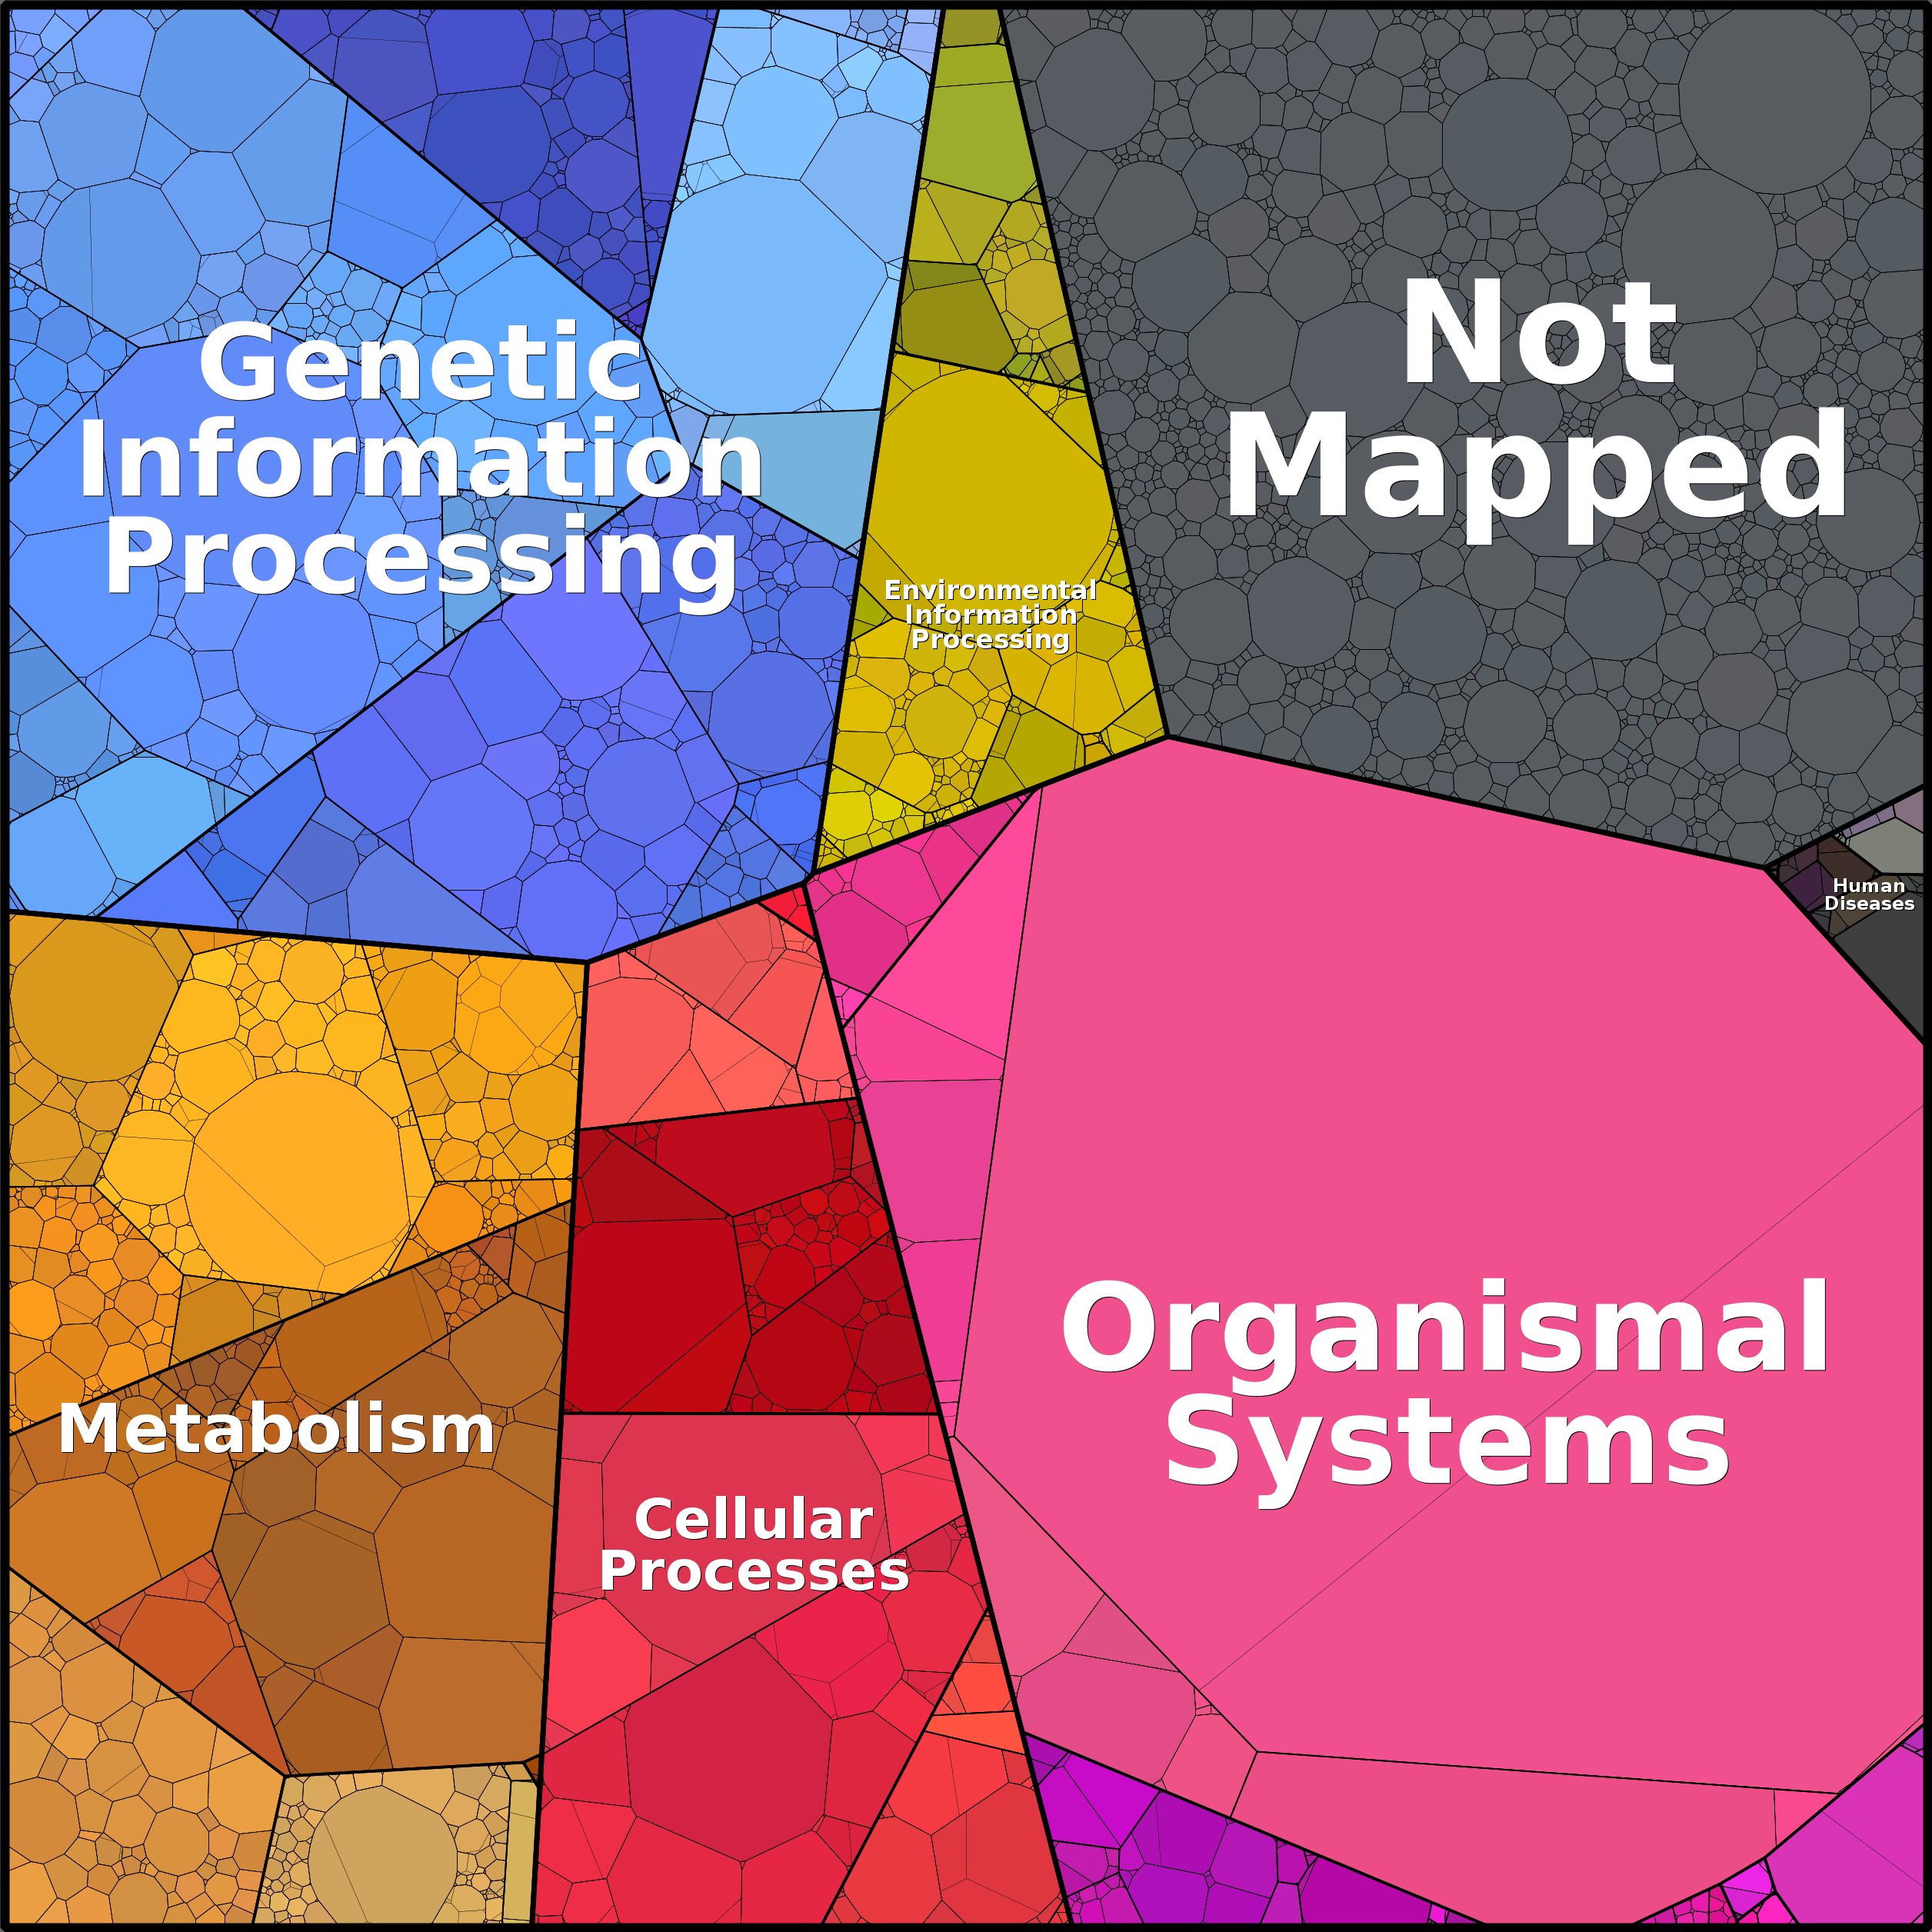 Genetic
Information
Processing
Not
Mapped
Environmental
Information
Processing
Human
Diseases
Organismal
Systems
Metabolism
Cellular
Processes